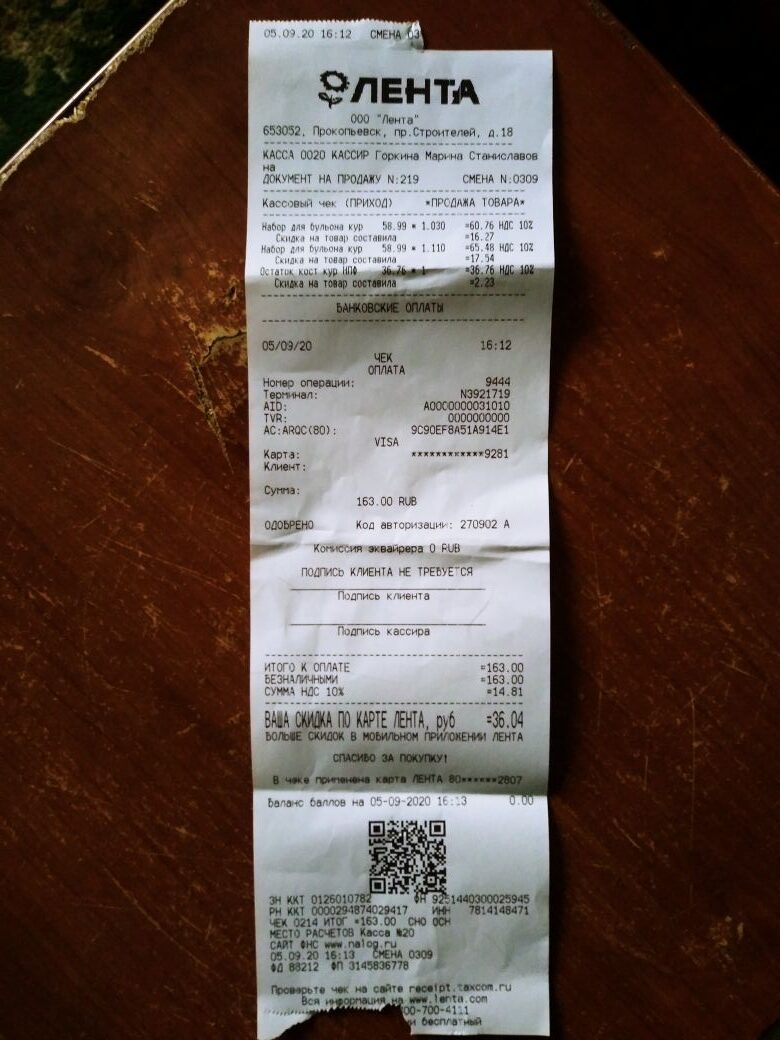 05.09.20 16:12 СМЕНА 03
ЛЕНТА
ООО "Лента"
653052, Прокопьевск, пр.Строителей, д.18
КАССА 0020 КАССИР Горкина Марина Станиславов
на
ДОКУМЕНТ НА ПРОДАЖУ N:219 СМЕНА N:0309
Кассовый чек (ПРИХОД) *ПРОДАЖА ТОВАРА*
Набор для бульона кур 58.99 * 1.030 =60.76 НДС 10%
Скидка на товар составила =16.27
Набор для бульона кур 58.99 * 1.110 =65.48 НДС 10%
Скидка на товар составила =17.54
Остаток кост кур НПФ 36.76 * 1 =36.76 НДС 10%
Скидка на товар составила =2.23
БАНКОВСКИЕ ОПЛАТЫ
05/09/20 16:12
ЧЕК
ОПЛАТА
Номер операции: 9444
Терминал: N3921719
AID: A0000000031010
TVR: 0000000000
AC:ARQC(80): 9C90EF8A51A914E1
VISA
Карта: ************9281
Клиент:
Сумма:
163.00 RUB
ОДОБРЕНО Код авторизации: 270902 А
Комиссия эквайрера 0 RUB
ПОДПИСЬ КЛИЕНТА НЕ ТРЕБУЕТСЯ
Подпись клиента
Подпись кассира
ИТОГО К ОПЛАТЕ =163.00
БЕЗНАЛИЧНЫМИ =163.00
СУММА НДС 10% =14.81
ВАША СКИДКА ПО КАРТЕ ЛЕНТА, руб =36.04
БОЛЬШЕ СКИДОК В МОБИЛЬНОМ ПРИЛОЖЕНИИ ЛЕНТА
СПАСИБО ЗА ПОКУПКУ!
В чеке применена карта ЛЕНТА 80******2807
Баланс баллов на 05-09-2020 16:13 0.00
ЗН ККТ 0126010782 ФН 9251440300025945
РН ККТ 0000294874029417 ИНН 7814148471
ЧЕК 0214 ИТОГ =163.00 СНО ОСН
МЕСТО РАСЧЕТОВ Касса №20
САЙТ ФНС www.nalog.ru
05.09.20 16:13 СМЕНА 0309
ФД 88212 ФП 3145836778
Проверьте чек на сайте receipt.taxcom.ru
Вся информация на www.lenta.com
00-700-4111
бесплатный